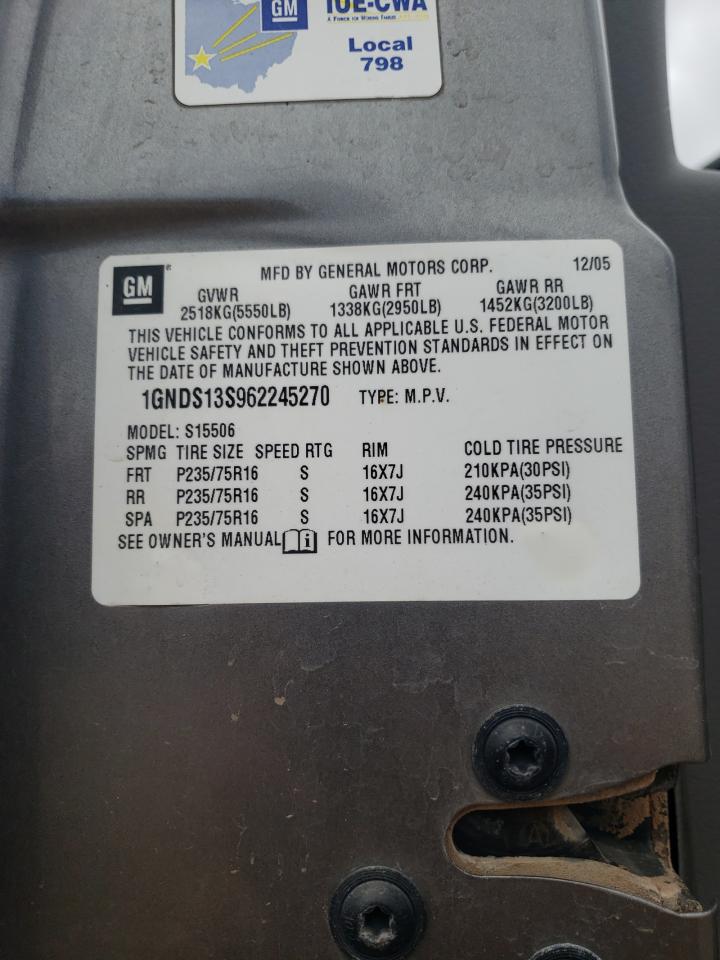 GM IUE-CWA
A Power for Working Families
Local
798
GM MFD BY GENERAL MOTORS CORP. 12/05
GVWR GAWR FRT GAWR RR
2518KG(5550LB) 1338KG(2950LB) 1452KG(3200LB)
THIS VEHICLE CONFORMS TO ALL APPLICABLE U.S. FEDERAL MOTOR
VEHICLE SAFETY AND THEFT PREVENTION STANDARDS IN EFFECT ON
THE DATE OF MANUFACTURE SHOWN ABOVE.
1GNDS13S962245270 TYPE: M.P.V.
MODEL: S15506
SPMG TIRE SIZE SPEED RTG RIM COLD TIRE PRESSURE
FRT P235/75R16 S 16X7J 210KPA(30PSI)
RR P235/75R16 S 16X7J 240KPA(35PSI)
SPA P235/75R16 S 16X7J 240KPA(35PSI)
SEE OWNER'S MANUAL i FOR MORE INFORMATION.